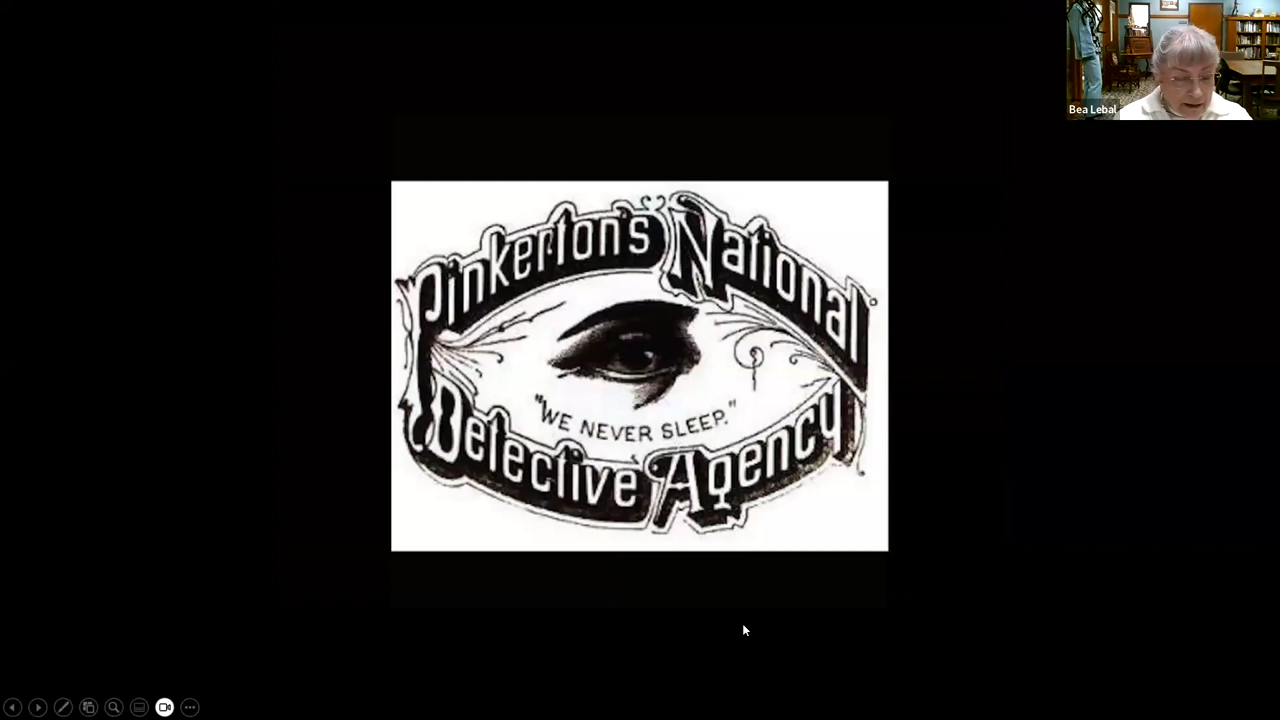 Pinkerton's National
"WE NEVER SLEEP."
Detective Agency
Bea Lebal